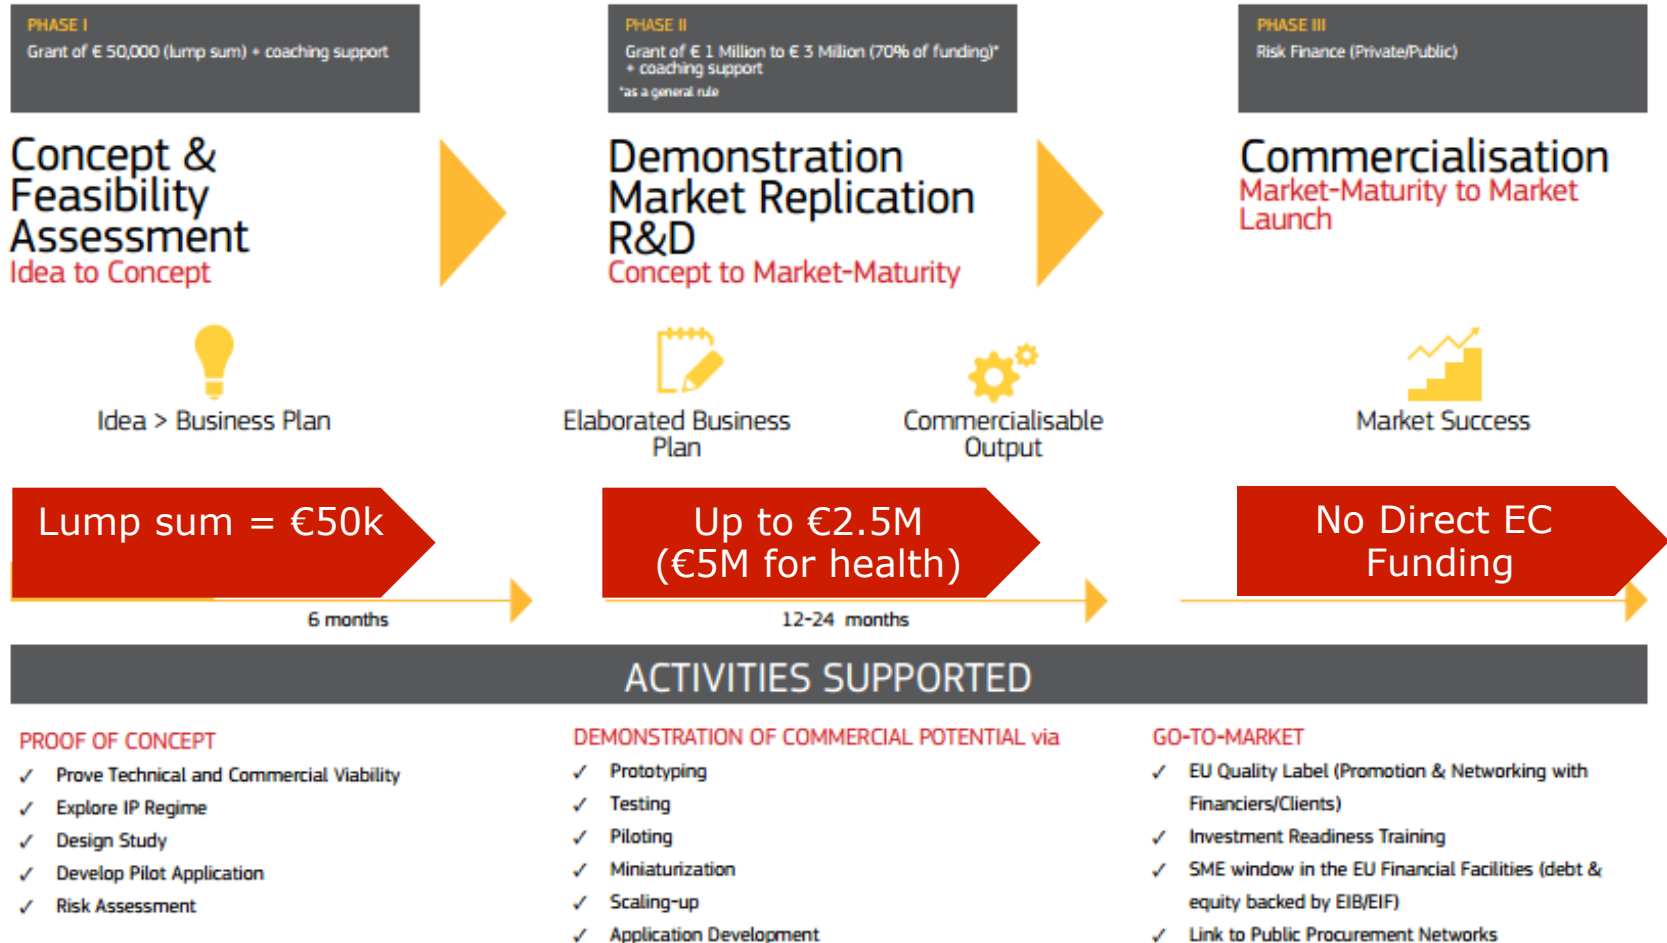 PHASE I
Grant of € 50,000 (lump sum) + coaching support
PHASE II
Grant of € 1 Million to € 3 Million (70% of funding)*
+ coaching support
*as a general rule
PHASE III
Risk Finance (Private/Public)
Concept &
Feasibility
Assessment
Idea to Concept
Demonstration
Market Replication
R&D
Concept to Market-Maturity
Commercialisation
Market-Maturity to Market
Launch
Idea > Business Plan
Elaborated Business
Plan
Commercialisable
Output
Market Success
Lump sum = €50k
Up to €2.5M
(€5M for health)
No Direct EC
Funding
6 months
12-24 months
ACTIVITIES SUPPORTED
PROOF OF CONCEPT
✓ Prove Technical and Commercial Viability
✓ Explore IP Regime
✓ Design Study
✓ Develop Pilot Application
✓ Risk Assessment
DEMONSTRATION OF COMMERCIAL POTENTIAL via
✓ Prototyping
✓ Testing
✓ Piloting
✓ Miniaturization
✓ Scaling-up
✓ Application Development
GO-TO-MARKET
✓ EU Quality Label (Promotion & Networking with
Financiers/Clients)
✓ Investment Readiness Training
✓ SME window in the EU Financial Facilities (debt &
equity backed by EIB/EIF)
✓ Link to Public Procurement Networks